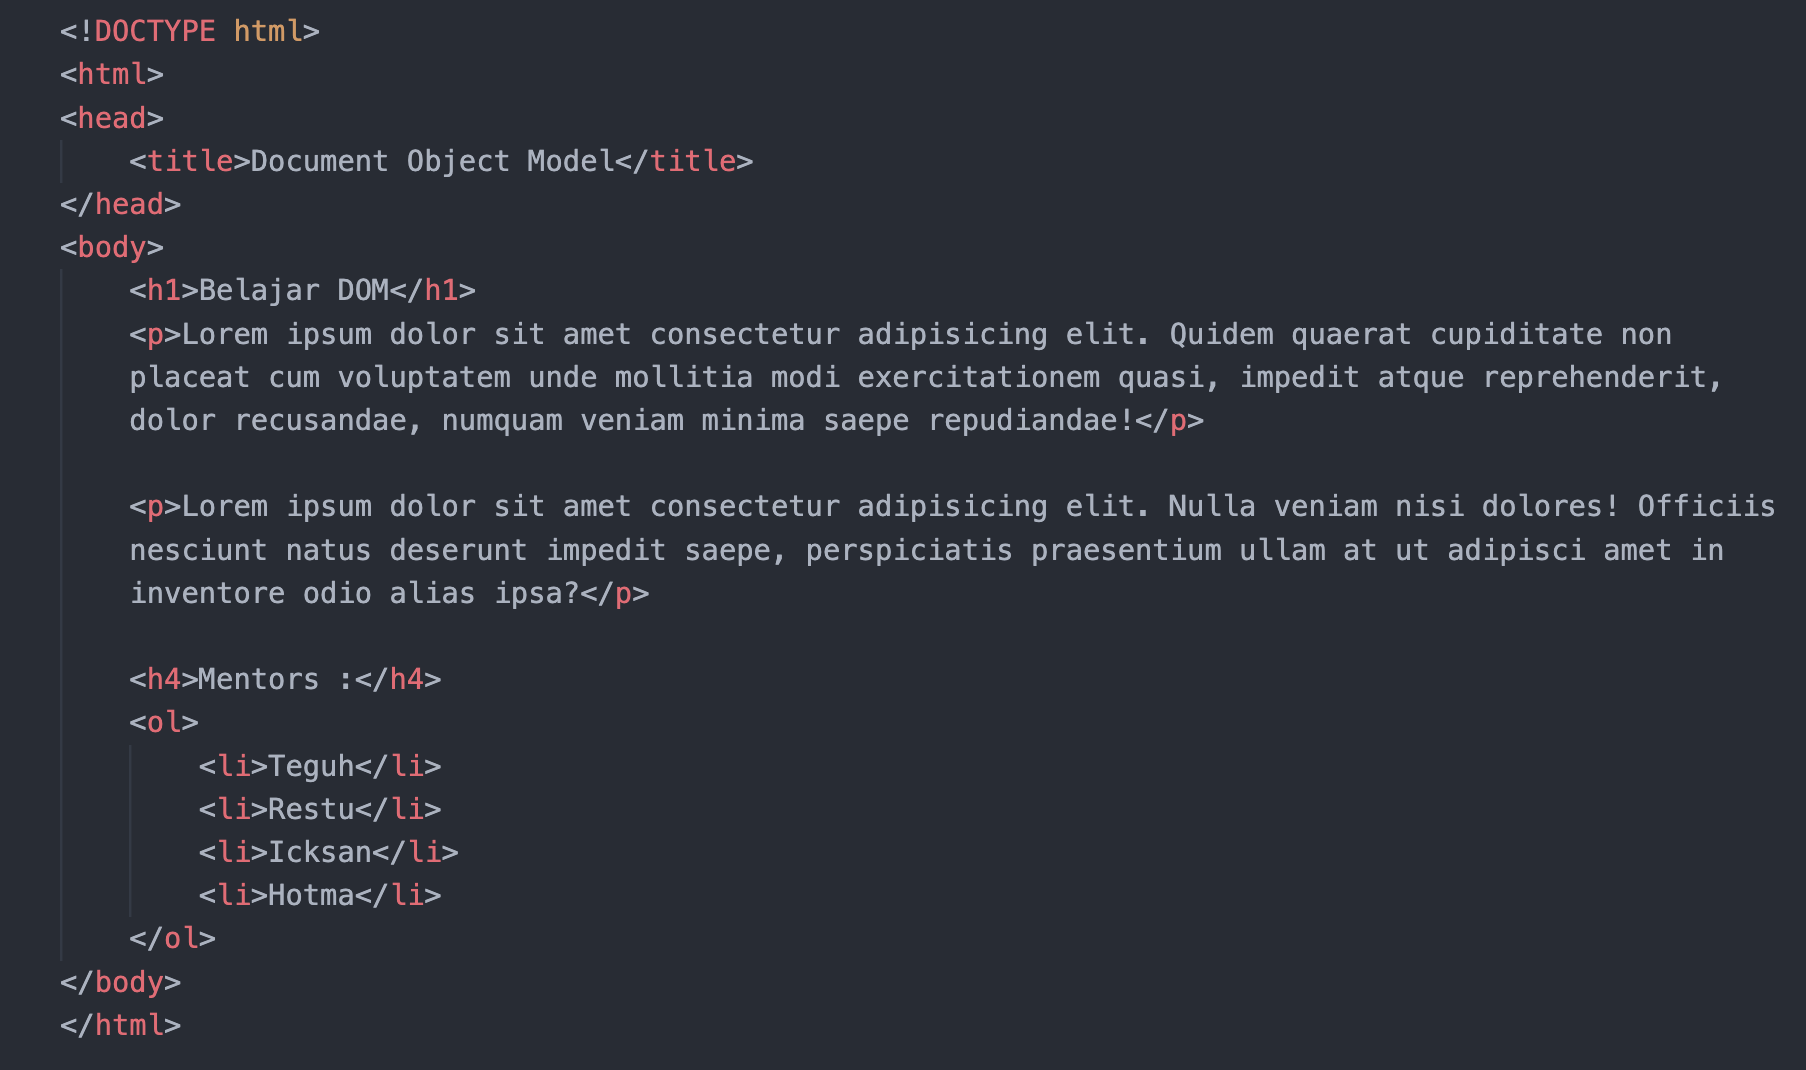 <!DOCTYPE html>
<html>
<head>
    <title>Document Object Model</title>
</head>
<body>
    <h1>Belajar DOM</h1>
    <p>Lorem ipsum dolor sit amet consectetur adipisicing elit. Quidem quaerat cupiditate non
    placeat cum voluptatem unde mollitia modi exercitationem quasi, impedit atque reprehenderit,
    dolor recusandae, numquam veniam minima saepe repudiandae!</p>

    <p>Lorem ipsum dolor sit amet consectetur adipisicing elit. Nulla veniam nisi dolores! Officiis
    nesciunt natus deserunt impedit saepe, perspiciatis praesentium ullam at ut adipisci amet in
    inventore odio alias ipsa?</p>

    <h4>Mentors :</h4>
    <ol>
        <li>Teguh</li>
        <li>Restu</li>
        <li>Icksan</li>
        <li>Hotma</li>
    </ol>
</body>
</html>